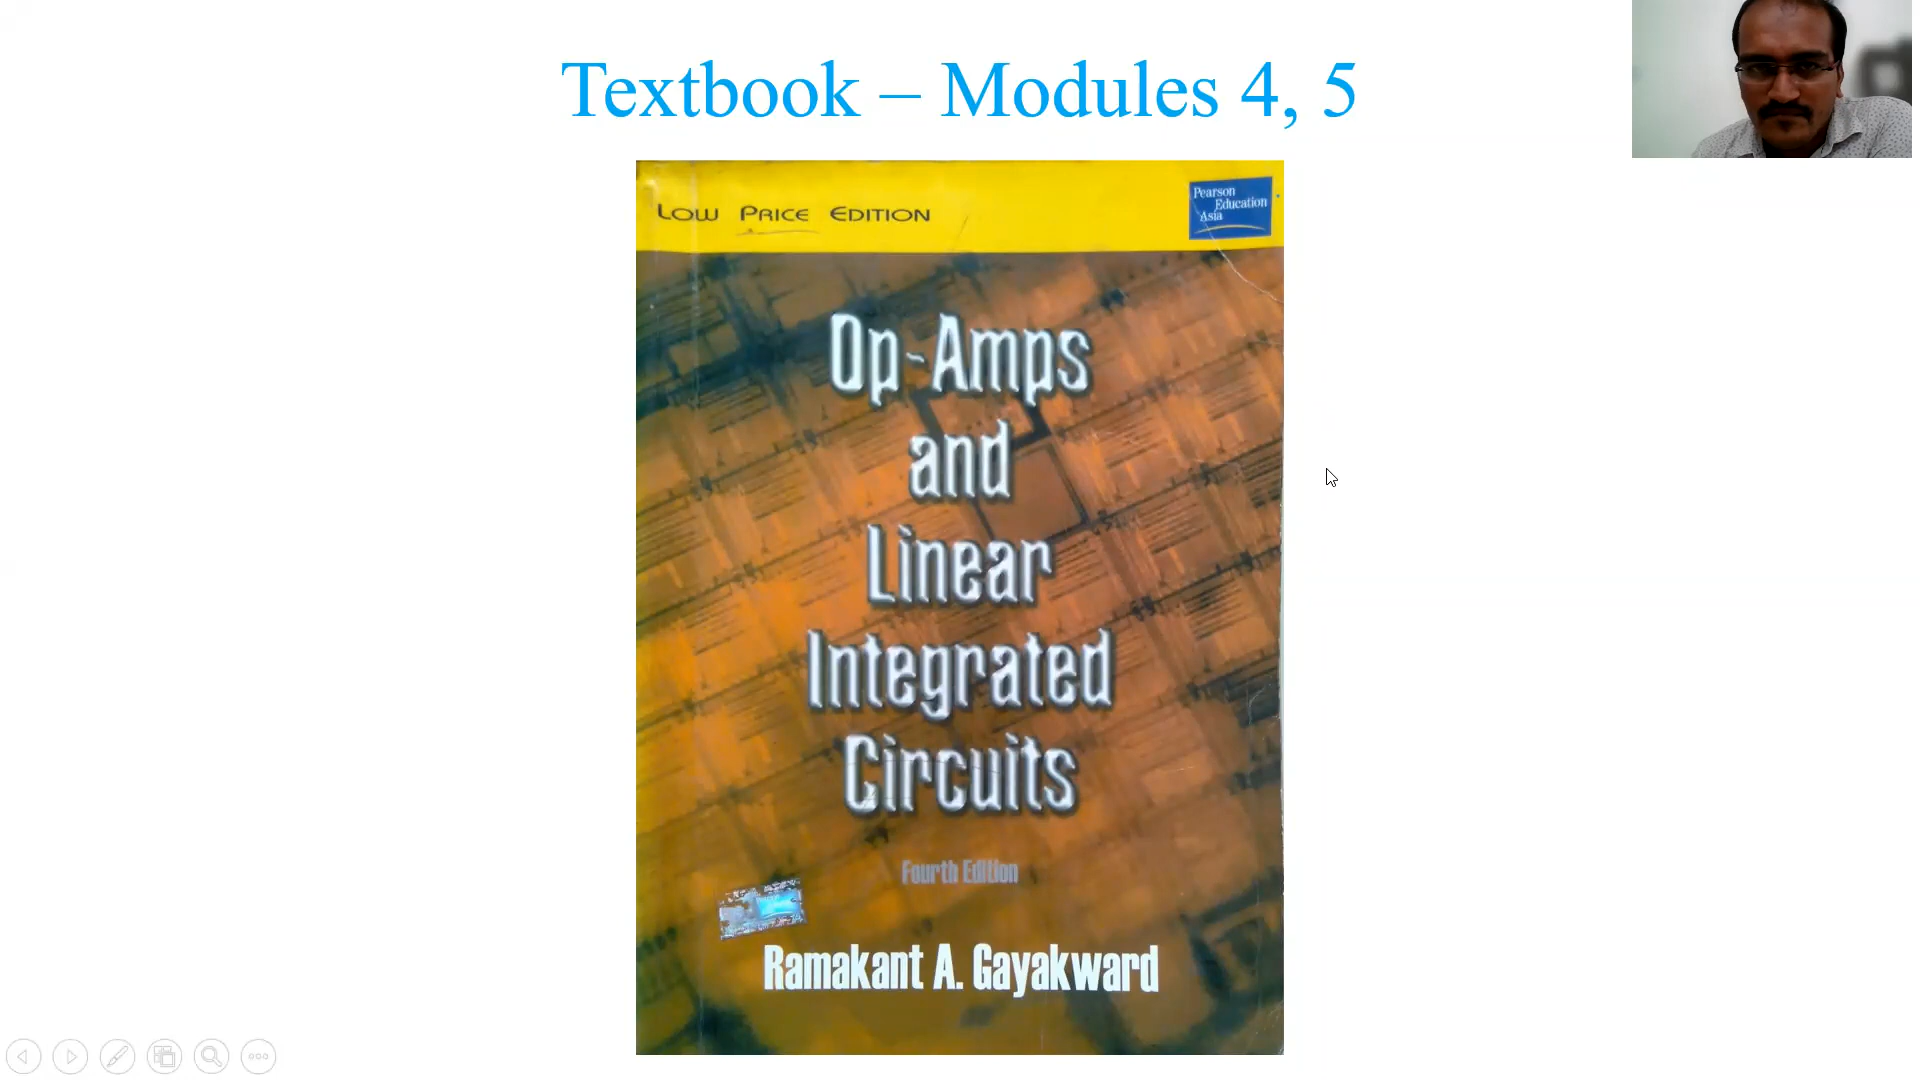 Textbook – Modules 4, 5
LOW PRICE EDITION
Pearson
Education
Asia
Op-Amps
and
Linear
Integrated
Circuits
Fourth Edition
Ramakant A. Gayakward